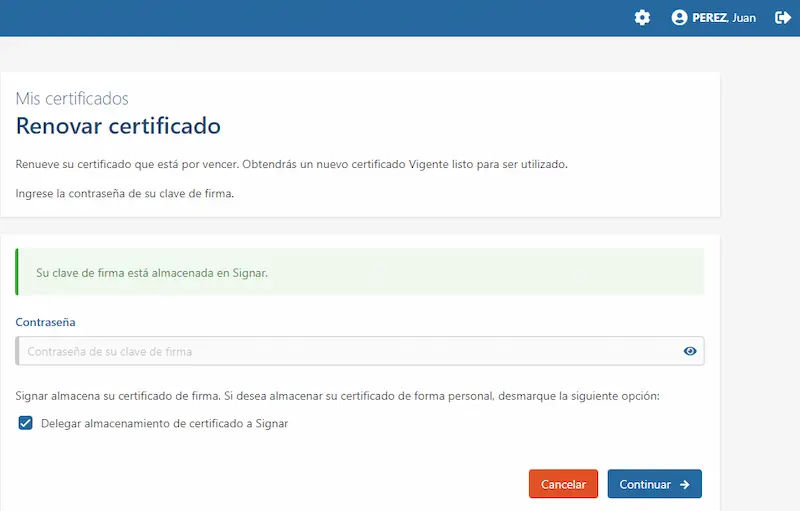 PEREZ, Juan
Mis certificados
Renovar certificado
Renueve su certificado que está por vencer. Obtendrás un nuevo certificado Vigente listo para ser utilizado.
Ingrese la contraseña de su clave de firma.
Su clave de firma está almacenada en Signar.
Contraseña
Contraseña de su clave de firma
Signar almacena su certificado de firma. Si desea almacenar su certificado de forma personal, desmarque la siguiente opción:
Delegar almacenamiento de certificado a Signar
Cancelar
Continuar